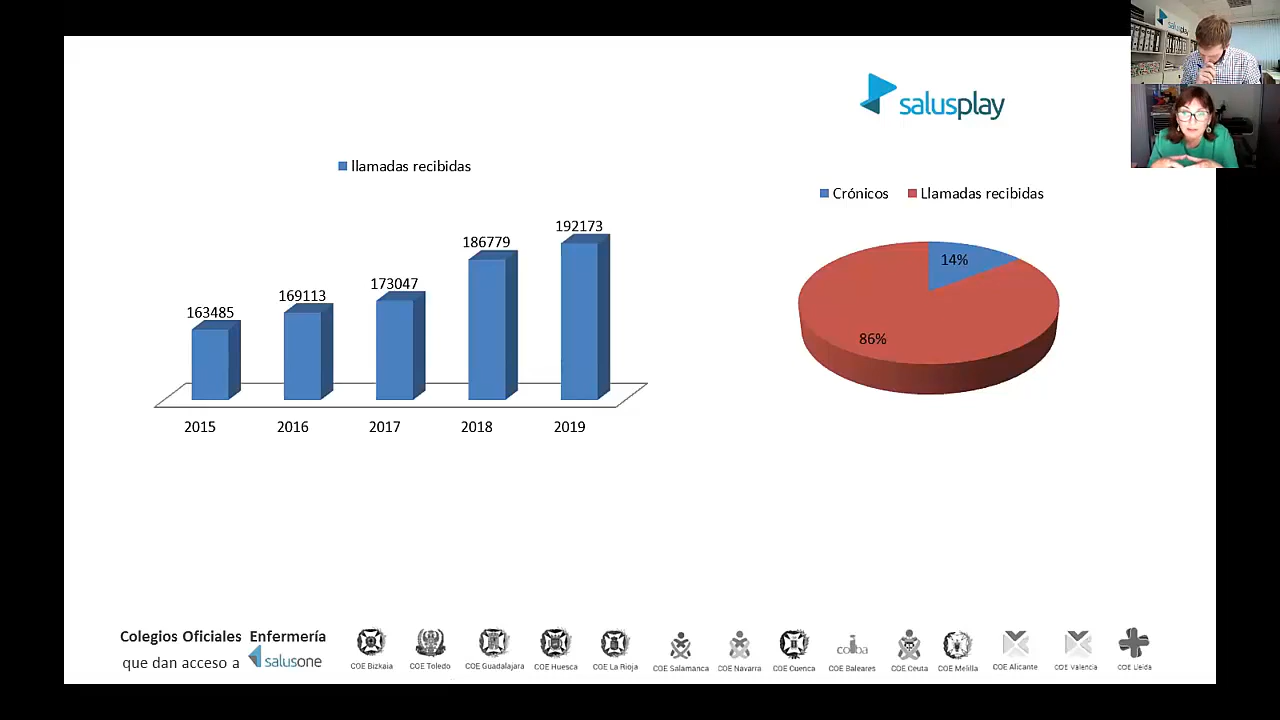 salusplay
salusplay
llamadas recibidas
Crónicos
Llamadas recibidas
163485
169113
173047
186779
192173
2015
2016
2017
2018
2019
14%
86%
Colegios Oficiales Enfermería
que dan acceso a salusone
COE Bizkaia
COE Toledo
COE Guadalajara
COE Huesca
COE La Rioja
COE Salamanca
COE Navarra
COE Cuenca
coiba
COE Baleares
COE Ceuta
COE Melilla
COE Alicante
COE Valencia
COE Lleida